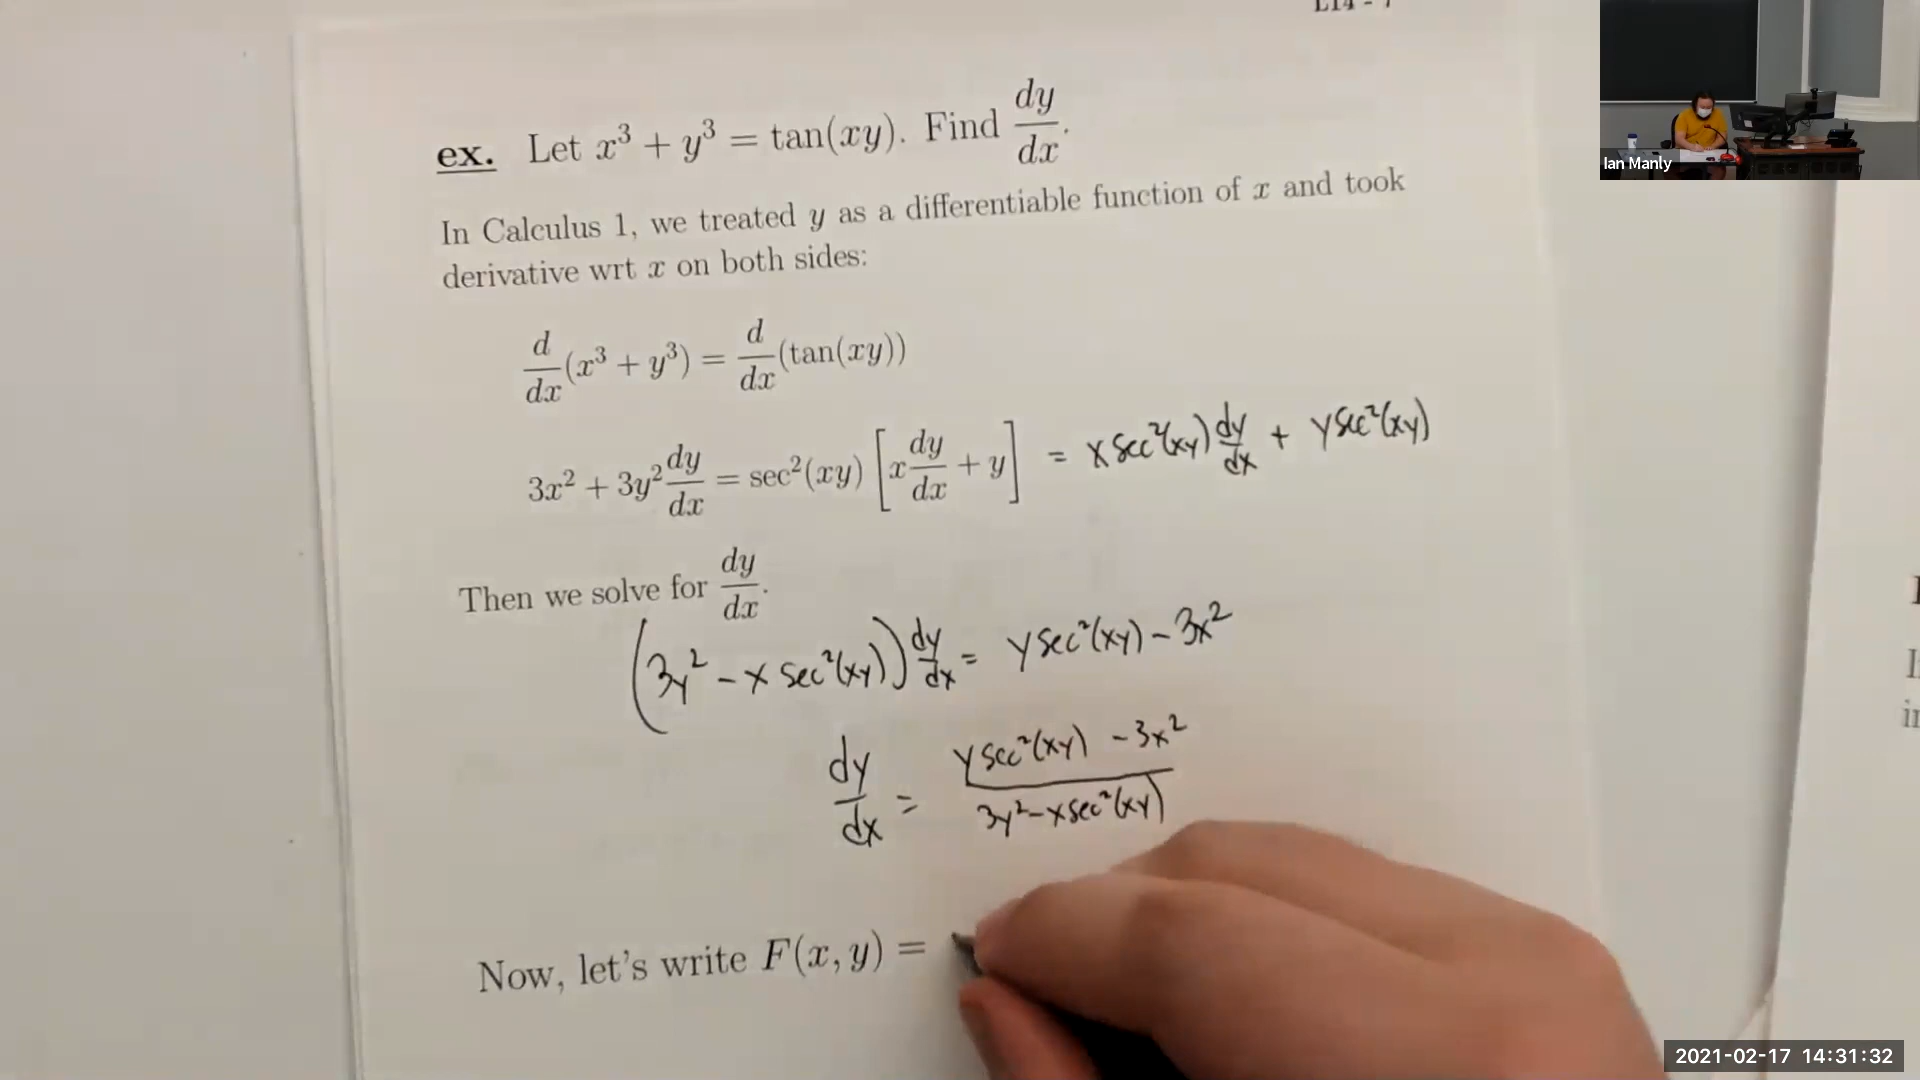 ex. Let x³ + y³ = tan(xy). Find dy/dx.
In Calculus 1, we treated y as a differentiable function of x and took
derivative wrt x on both sides:
d/dx (x³ + y³) = d/dx (tan(xy))
3x² + 3y² dy/dx = sec²(xy) [x dy/dx + y] = x sec²(xy) dy/dx + y sec²(xy)
Then we solve for dy/dx.
(3y² - x sec²(xy)) dy/dx = y sec²(xy) - 3x²
dy/dx = (y sec²(xy) - 3x²)/(3y² - x sec²(xy))
Now, let's write F(x, y) =
Ian Manly
2021-02-17 14:31:32